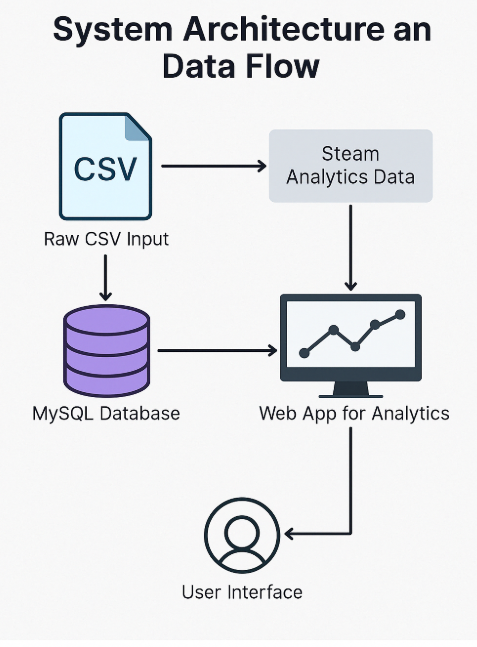 System Architecture an
Data Flow
CSV
Steam
Analytics Data
Raw CSV Input
MySQL Database
Web App for Analytics
User Interface